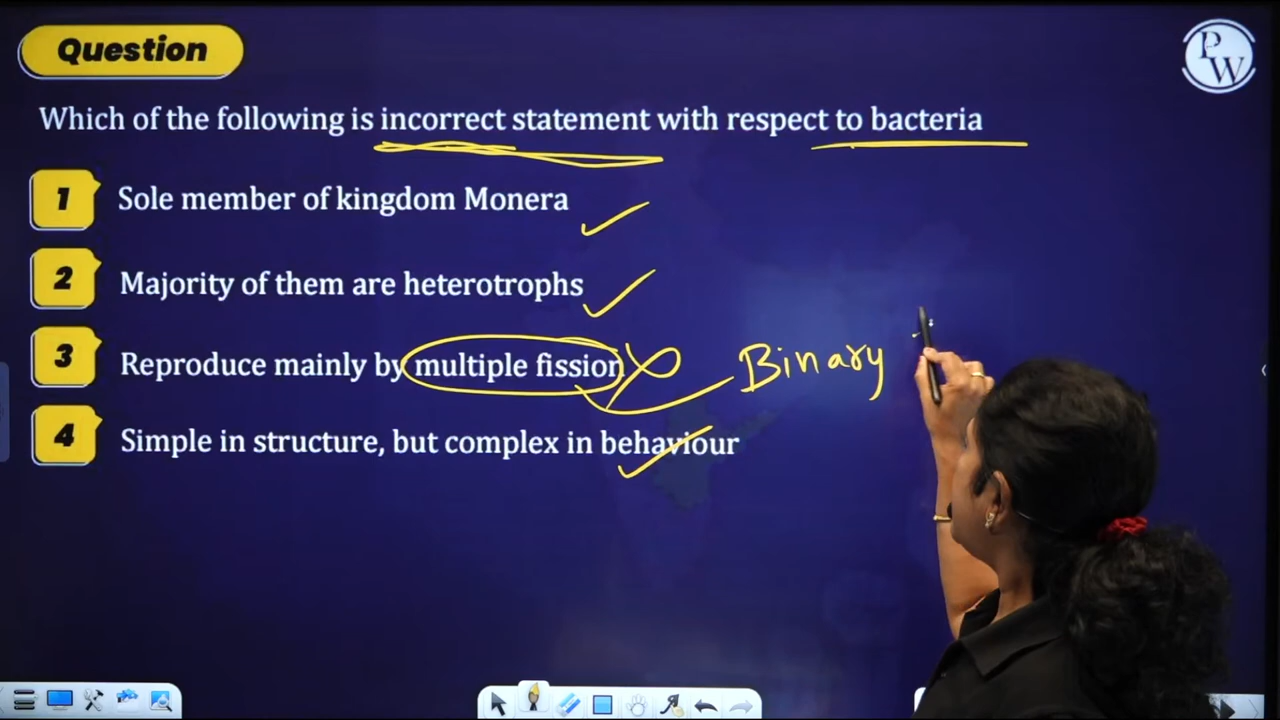 Question
PW
Which of the following is incorrect statement with respect to bacteria
1 Sole member of kingdom Monera
2 Majority of them are heterotrophs
3 Reproduce mainly by multiple fission Binary
4 Simple in structure, but complex in behaviour